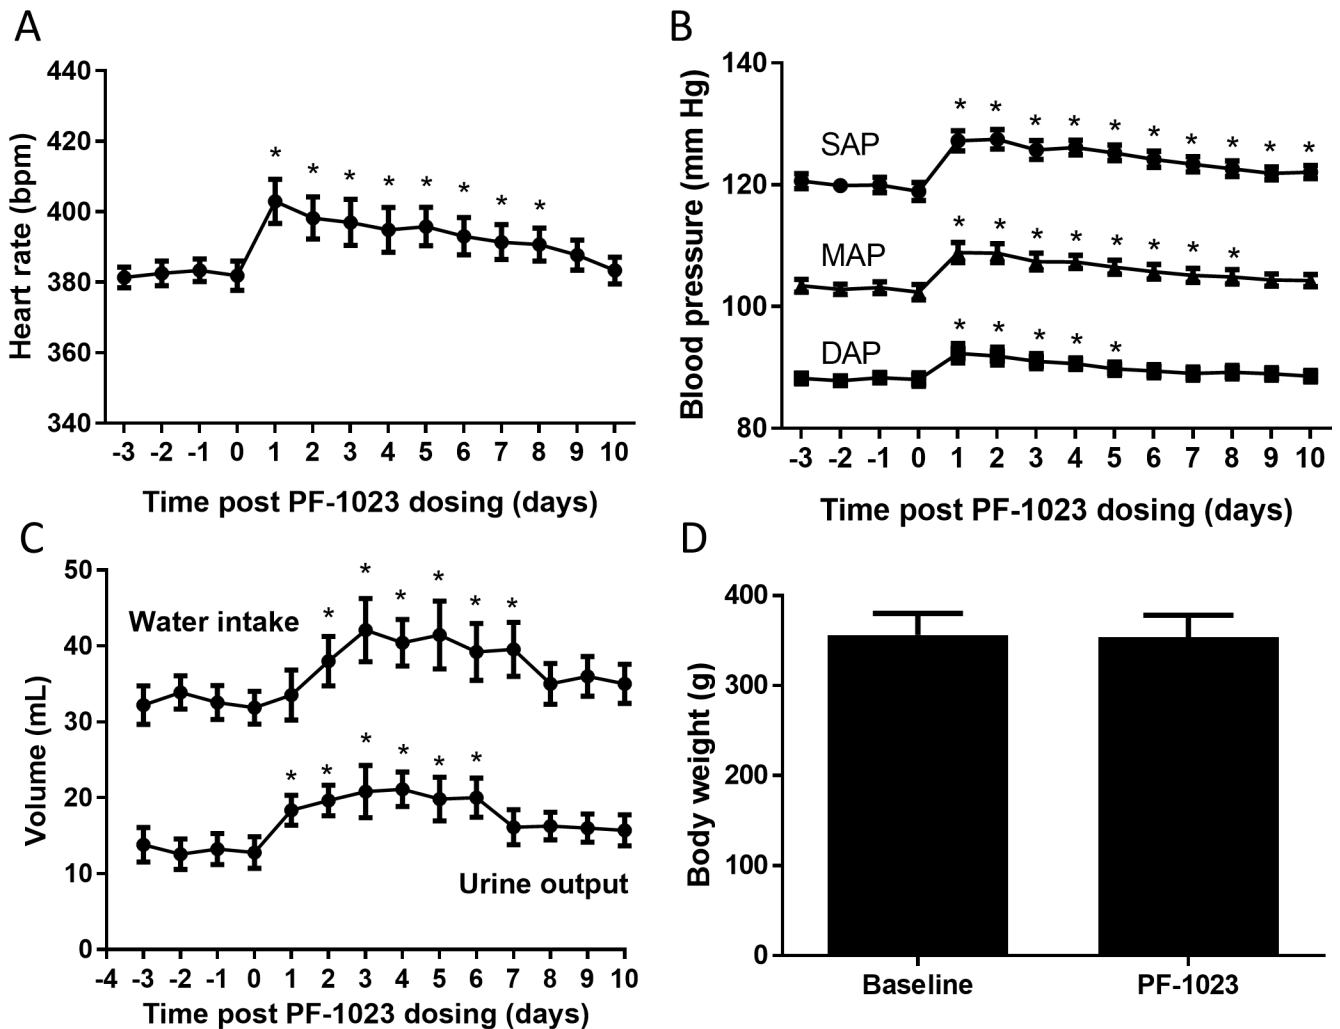 A
440
420
400
380
360
340
Heart rate (bpm)
* * * * * * * *
-3 -2 -1 0 1 2 3 4 5 6 7 8 9 10
Time post PF-1023 dosing (days)
B
140
120
100
80
Blood pressure (mm Hg)
SAP
* * * * * * * * * *
MAP
* * * * * * * *
DAP
* * * * *
-3 -2 -1 0 1 2 3 4 5 6 7 8 9 10
Time post PF-1023 dosing (days)
C
50
40
30
20
10
0
Volume (mL)
Water intake
* * * * * *
* * * * * *
Urine output
-4 -3 -2 -1 0 1 2 3 4 5 6 7 8 9 10
Time post PF-1023 dosing (days)
D
400
300
200
100
0
Body weight (g)
Baseline PF-1023